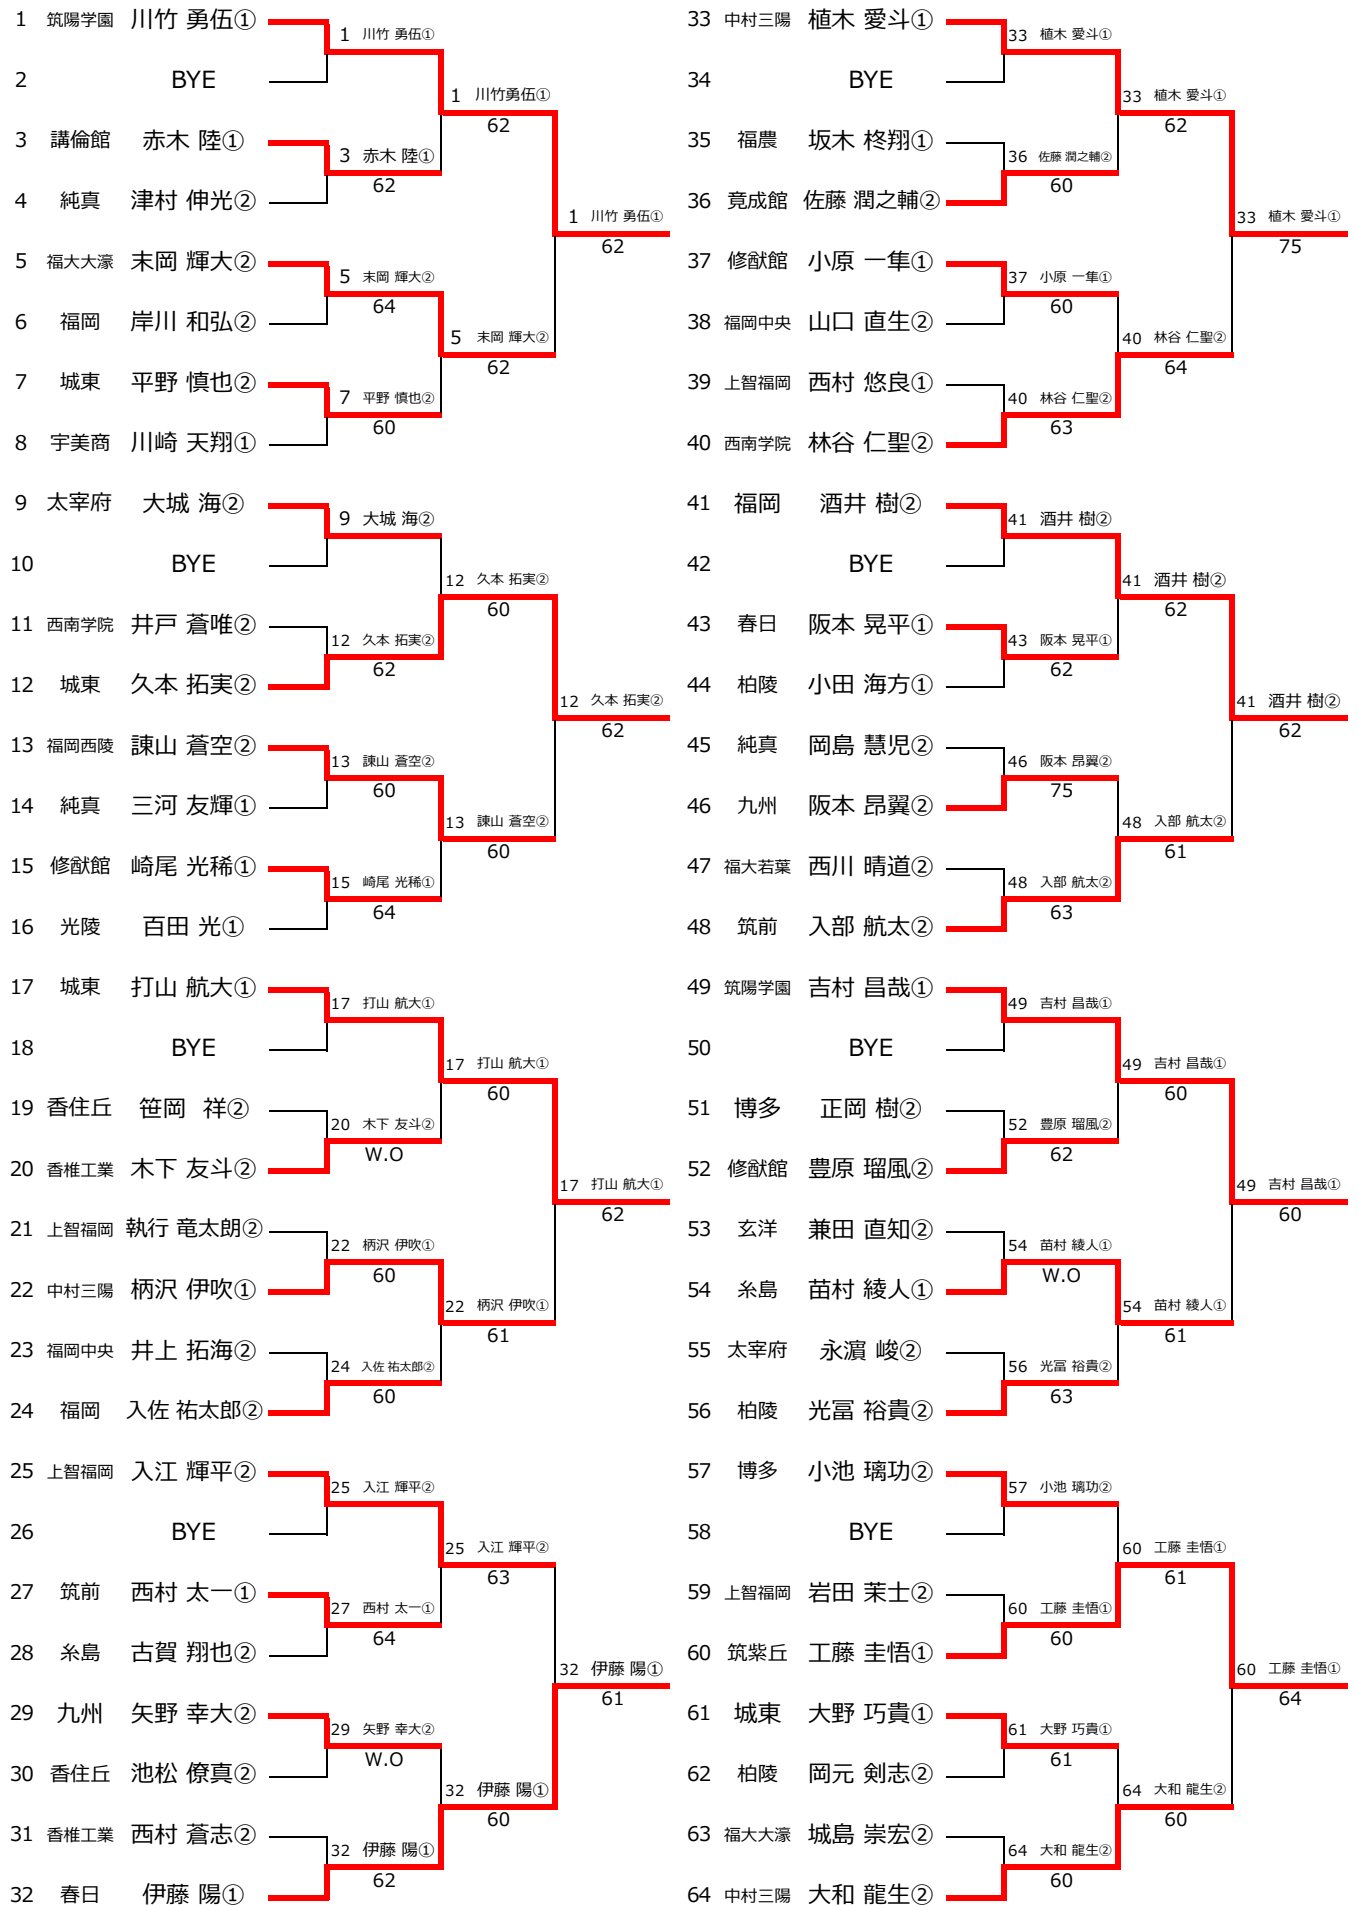 1 筑陽学園 川竹 勇伍①
1 川竹 勇伍①
2 BYE
1 川竹勇伍①
62
3 講倫館 赤木 陸①
3 赤木 陸①
62
4 純真 津村 伸光②
1 川竹 勇伍①
62
5 福大大濠 末岡 輝大②
5 末岡 輝大②
64
6 福岡 岸川 和弘②
5 末岡 輝大②
62
7 城東 平野 慎也②
7 平野 慎也②
60
8 宇美商 川崎 天翔①
9 太宰府 大城 海②
9 大城 海②
10 BYE
12 久本 拓実②
60
11 西南学院 井戸 蒼唯②
12 久本 拓実②
62
12 城東 久本 拓実②
12 久本 拓実②
62
13 福岡西陵 諌山 蒼空②
13 諌山 蒼空②
60
14 純真 三河 友輝①
13 諌山 蒼空②
60
15 修猷館 崎尾 光稀①
15 崎尾 光稀①
64
16 光陵 百田 光①
17 城東 打山 航大①
17 打山 航大①
18 BYE
17 打山 航大①
60
19 香住丘 笹岡 祥②
20 木下 友斗②
W.O
20 香椎工業 木下 友斗②
17 打山 航大①
62
21 上智福岡 執行 竜太朗②
22 柄沢 伊吹①
60
22 中村三陽 柄沢 伊吹①
22 柄沢 伊吹①
61
23 福岡中央 井上 拓海②
24 入佐 祐太郎②
60
24 福岡 入佐 祐太郎②
25 上智福岡 入江 輝平②
25 入江 輝平②
26 BYE
25 入江 輝平②
63
27 筑前 西村 太一①
27 西村 太一①
64
28 糸島 古賀 翔也②
32 伊藤 陽①
61
29 九州 矢野 幸大②
29 矢野 幸大②
W.O
30 香住丘 池松 僚真②
32 伊藤 陽①
60
31 香椎工業 西村 蒼志②
32 伊藤 陽①
62
32 春日 伊藤 陽①
33 中村三陽 植木 愛斗①
33 植木 愛斗①
34 BYE
33 植木 愛斗①
62
35 福農 坂木 柊翔①
36 佐藤 潤之輔②
60
36 竟成館 佐藤 潤之輔②
33 植木 愛斗①
75
37 修猷館 小原 一隼①
37 小原 一隼①
60
38 福岡中央 山口 直生②
40 林谷 仁聖②
64
39 上智福岡 西村 悠良①
40 林谷 仁聖②
63
40 西南学院 林谷 仁聖②
41 福岡 酒井 樹②
41 酒井 樹②
42 BYE
41 酒井 樹②
62
43 春日 阪本 晃平①
43 阪本 晃平①
62
44 柏陵 小田 海方①
41 酒井 樹②
62
45 純真 岡島 慧児②
46 阪本 昂翼②
75
46 九州 阪本 昂翼②
48 入部 航太②
61
47 福大若葉 西川 晴道②
48 入部 航太②
63
48 筑前 入部 航太②
49 筑陽学園 吉村 昌哉①
49 吉村 昌哉①
50 BYE
49 吉村 昌哉①
60
51 博多 正岡 樹②
52 豊原 瑠風②
62
52 修猷館 豊原 瑠風②
49 吉村 昌哉①
60
53 玄洋 兼田 直知②
54 苗村 綾人①
W.O
54 糸島 苗村 綾人①
54 苗村 綾人①
61
55 太宰府 永濵 峻②
56 光冨 裕貴②
63
56 柏陵 光冨 裕貴②
57 博多 小池 璃功②
57 小池 璃功②
58 BYE
60 工藤 圭悟①
61
59 上智福岡 岩田 茉士②
60 工藤 圭悟①
60
60 筑紫丘 工藤 圭悟①
60 工藤 圭悟①
64
61 城東 大野 巧貴①
61 大野 巧貴①
61
62 柏陵 岡元 剣志②
64 大和 龍生②
60
63 福大大濠 城島 崇宏②
64 大和 龍生②
60
64 中村三陽 大和 龍生②